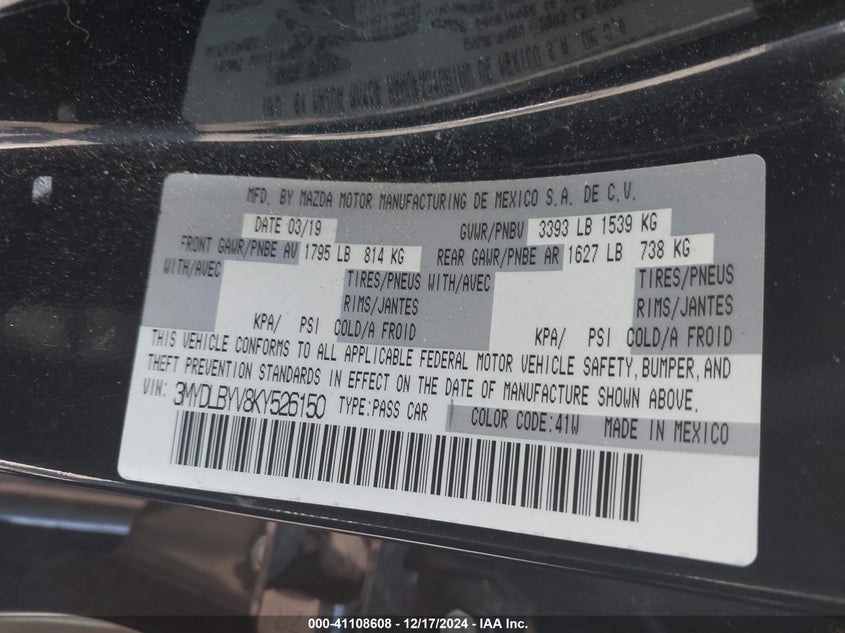 MFD. BY MAZDA MOTOR MANUFACTURING DE MEXICO S.A. DE C.V.
DATE 03/19 GVWR/PNBV 3393 LB 1539 KG
FRONT GAWR/PNBE AV 1795 LB 814 KG REAR GAWR/PNBE AR 1627 LB 738 KG
WITH/AVEC TIRES/PNEUS WITH/AVEC TIRES/PNEUS
RIMS/JANTES RIMS/JANTES
KPA/ PSI COLD/A FROID KPA/ PSI COLD/A FROID
THIS VEHICLE CONFORMS TO ALL APPLICABLE FEDERAL MOTOR VEHICLE SAFETY, BUMPER, AND
THEFT PREVENTION STANDARDS IN EFFECT ON THE DATE OF MANUFACTURE SHOWN ABOVE.
VIN: 3MYDLBYV8KY526150 TYPE:PASS CAR COLOR CODE:41W MADE IN MEXICO
000-41108608 - 12/17/2024 - IAA Inc.